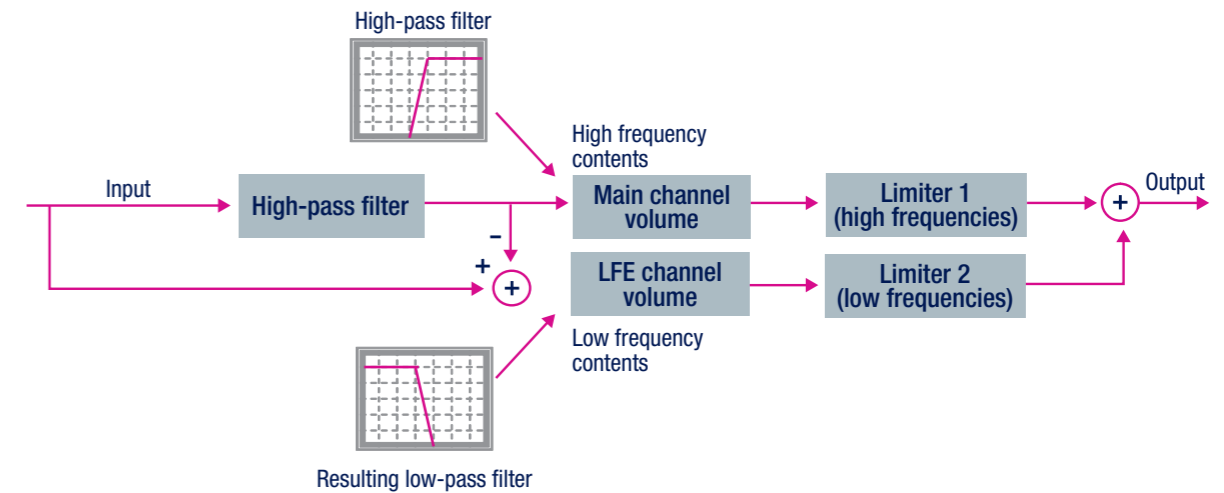 High-pass filter
High frequency
contents
Input
High-pass filter
Main channel
volume
Limiter 1
(high frequencies)
+
Output
–
+
+
LFE channel
volume
Limiter 2
(low frequencies)
Low frequency
contents
Resulting low-pass filter